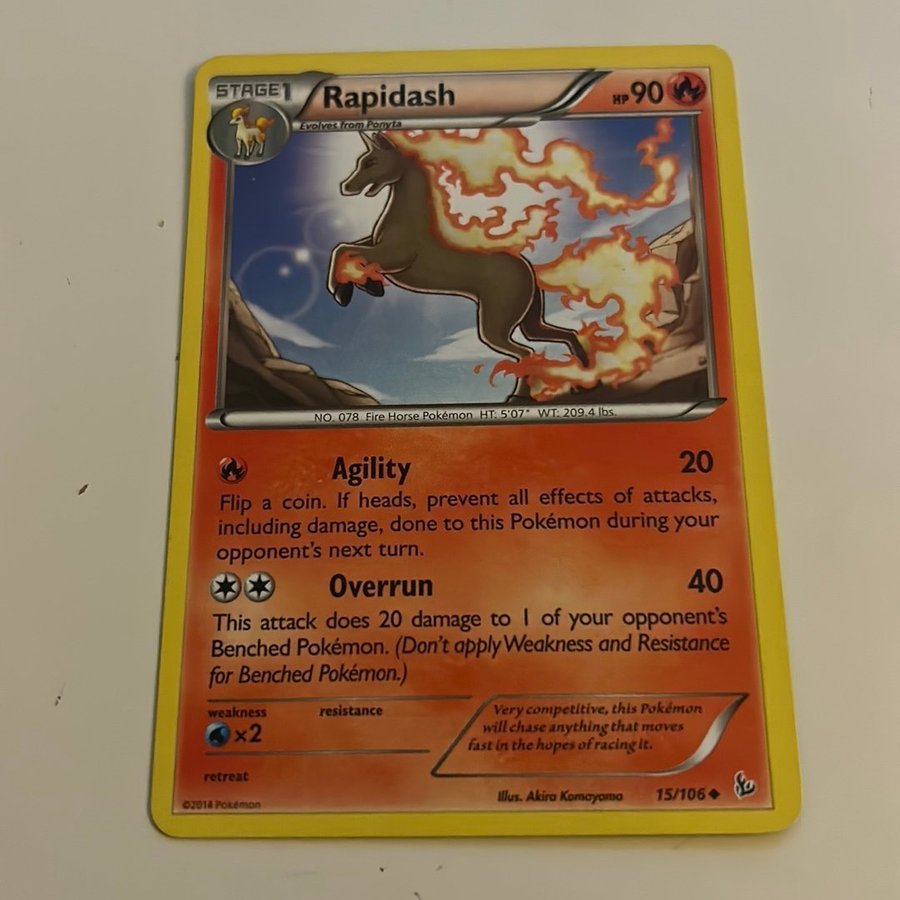 STAGE1 Rapidash HP90
Evolves from Ponyta
NO. 078 Fire Horse Pokémon HT: 5'07" WT: 209.4 lbs.
Agility 20
Flip a coin. If heads, prevent all effects of attacks,
including damage, done to this Pokémon during your
opponent's next turn.
Overrun 40
This attack does 20 damage to 1 of your opponent's
Benched Pokémon. (Don't apply Weakness and Resistance
for Benched Pokémon.)
weakness resistance
×2
retreat
Very competitive, this Pokémon
will chase anything that moves
fast in the hopes of racing it.
Illus. Akira Komayama 15/106
©2014 Pokémon